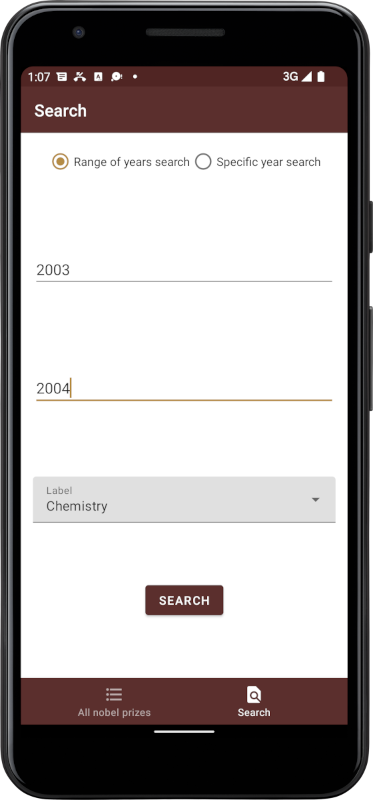 1:07
3G
Search
Range of years search
Specific year search
2003
2004
Label
Chemistry
SEARCH
All nobel prizes
Search